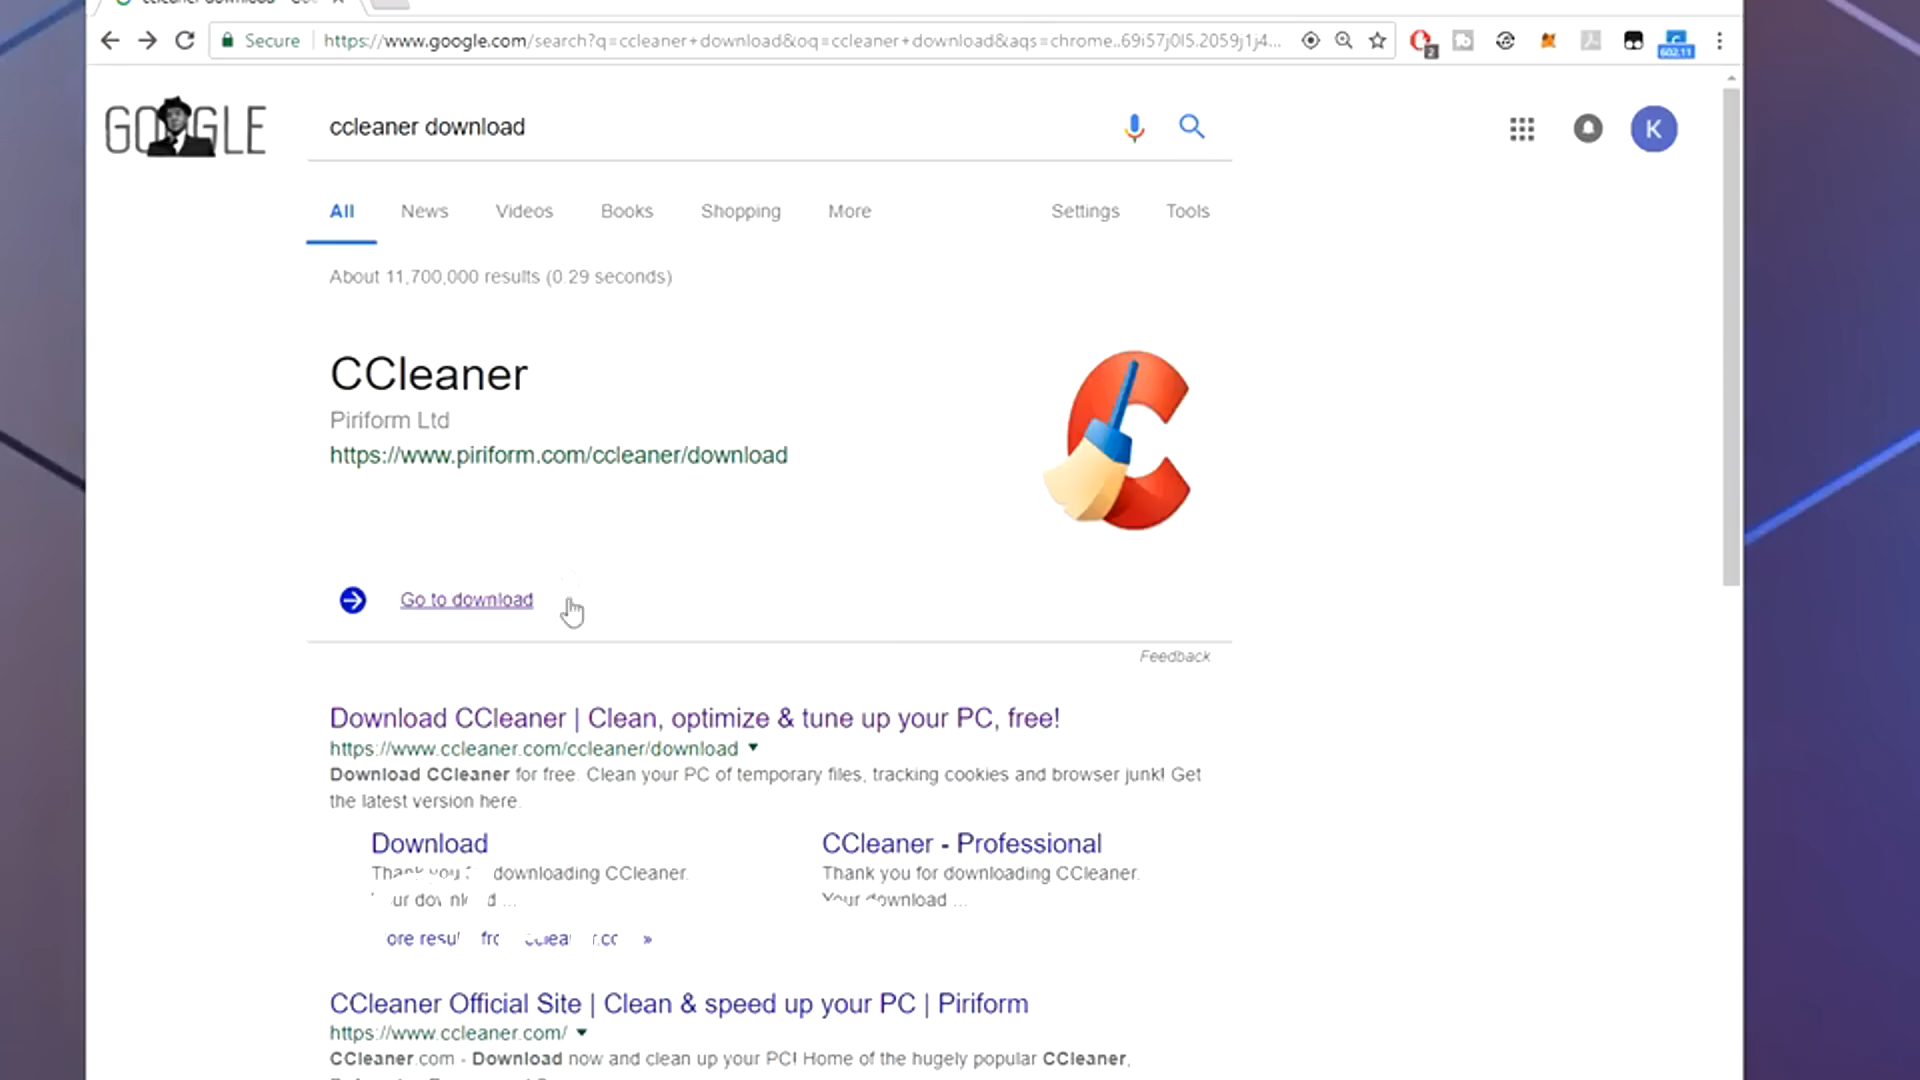 Secure https://www.google.com/search?q=ccleaner+download&oq=ccleaner+download&aqs=chrome..69i57j0l5.2059j1j4...
2
602.11
GOOGLE
ccleaner download
K
All News Videos Books Shopping More Settings Tools
About 11,700,000 results (0.29 seconds)
CCleaner
Piriform Ltd
https://www.piriform.com/ccleaner/download
Go to download
Feedback
Download CCleaner | Clean, optimize & tune up your PC, free!
https://www.ccleaner.com/ccleaner/download
Download CCleaner for free. Clean your PC of temporary files, tracking cookies and browser junk! Get
the latest version here.
Download CCleaner - Professional
Thank you downloading CCleaner. Thank you for downloading CCleaner.
... Your download ...
»
CCleaner Official Site | Clean & speed up your PC | Piriform
https://www.ccleaner.com/
CCleaner.com - Download now and clean up your PC! Home of the hugely popular CCleaner,